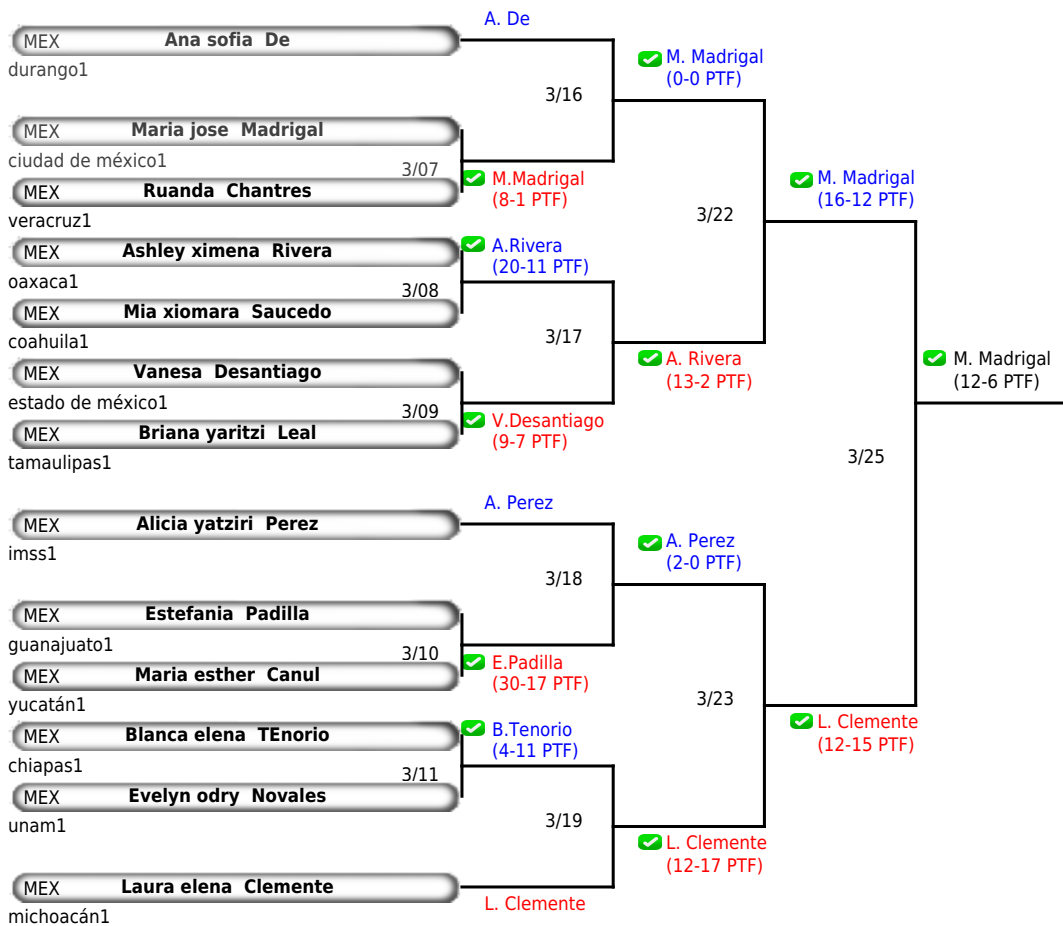 A. De
MEX Ana sofia De
durango1
M. Madrigal
(0-0 PTF)
3/16
MEX Maria jose Madrigal
ciudad de méxico1
3/07
M.Madrigal
(8-1 PTF)
MEX Ruanda Chantres
veracruz1
M. Madrigal
(16-12 PTF)
3/22
MEX Ashley ximena Rivera
oaxaca1
A.Rivera
(20-11 PTF)
3/08
MEX Mia xiomara Saucedo
coahuila1
3/17
MEX Vanesa Desantiago
estado de méxico1
A. Rivera
(13-2 PTF)
M. Madrigal
(12-6 PTF)
3/09
V.Desantiago
(9-7 PTF)
MEX Briana yaritzi Leal
tamaulipas1
3/25
A. Perez
MEX Alicia yatziri Perez
imss1
A. Perez
(2-0 PTF)
3/18
MEX Estefania Padilla
guanajuato1
3/10
E.Padilla
(30-17 PTF)
MEX Maria esther Canul
yucatán1
3/23
L. Clemente
(12-15 PTF)
MEX Blanca elena TEnorio
chiapas1
B.Tenorio
(4-11 PTF)
3/11
MEX Evelyn odry Novales
unam1
3/19
L. Clemente
(12-17 PTF)
MEX Laura elena Clemente
michoacán1
L. Clemente